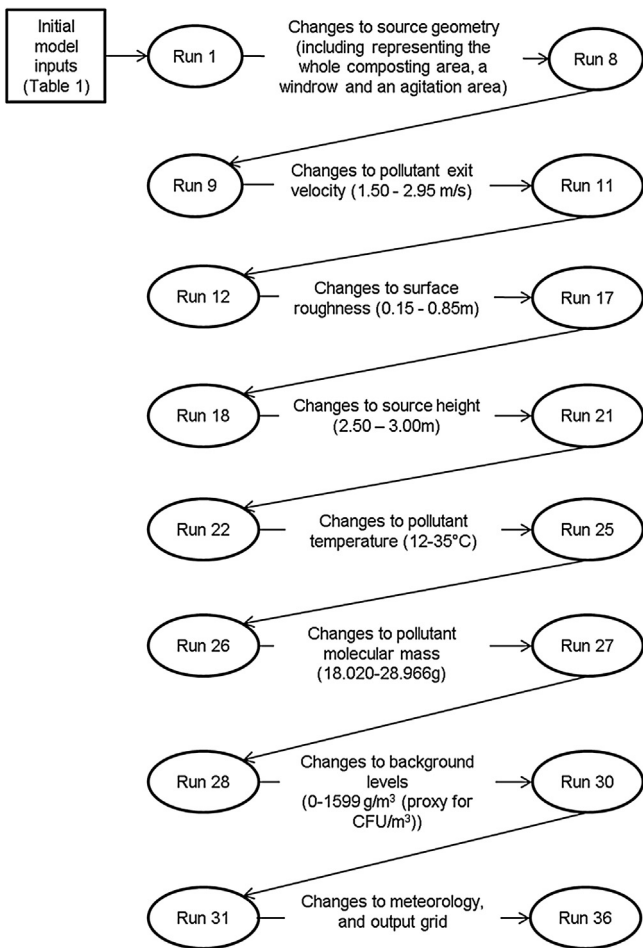 Initial
model
inputs
(Table 1)
Run 1
Changes to source geometry
(including representing the
whole composting area, a
windrow and an agitation area)
Run 8
Run 9
Changes to pollutant exit
velocity (1.50 - 2.95 m/s)
Run 11
Run 12
Changes to surface
roughness (0.15 - 0.85m)
Run 17
Run 18
Changes to source height
(2.50 – 3.00m)
Run 21
Run 22
Changes to pollutant
temperature (12-35°C)
Run 25
Run 26
Changes to pollutant
molecular mass
(18.020-28.966g)
Run 27
Run 28
Changes to background
levels
(0-1599 g/m³ (proxy for
CFU/m³))
Run 30
Run 31
Changes to meteorology,
and output grid
Run 36